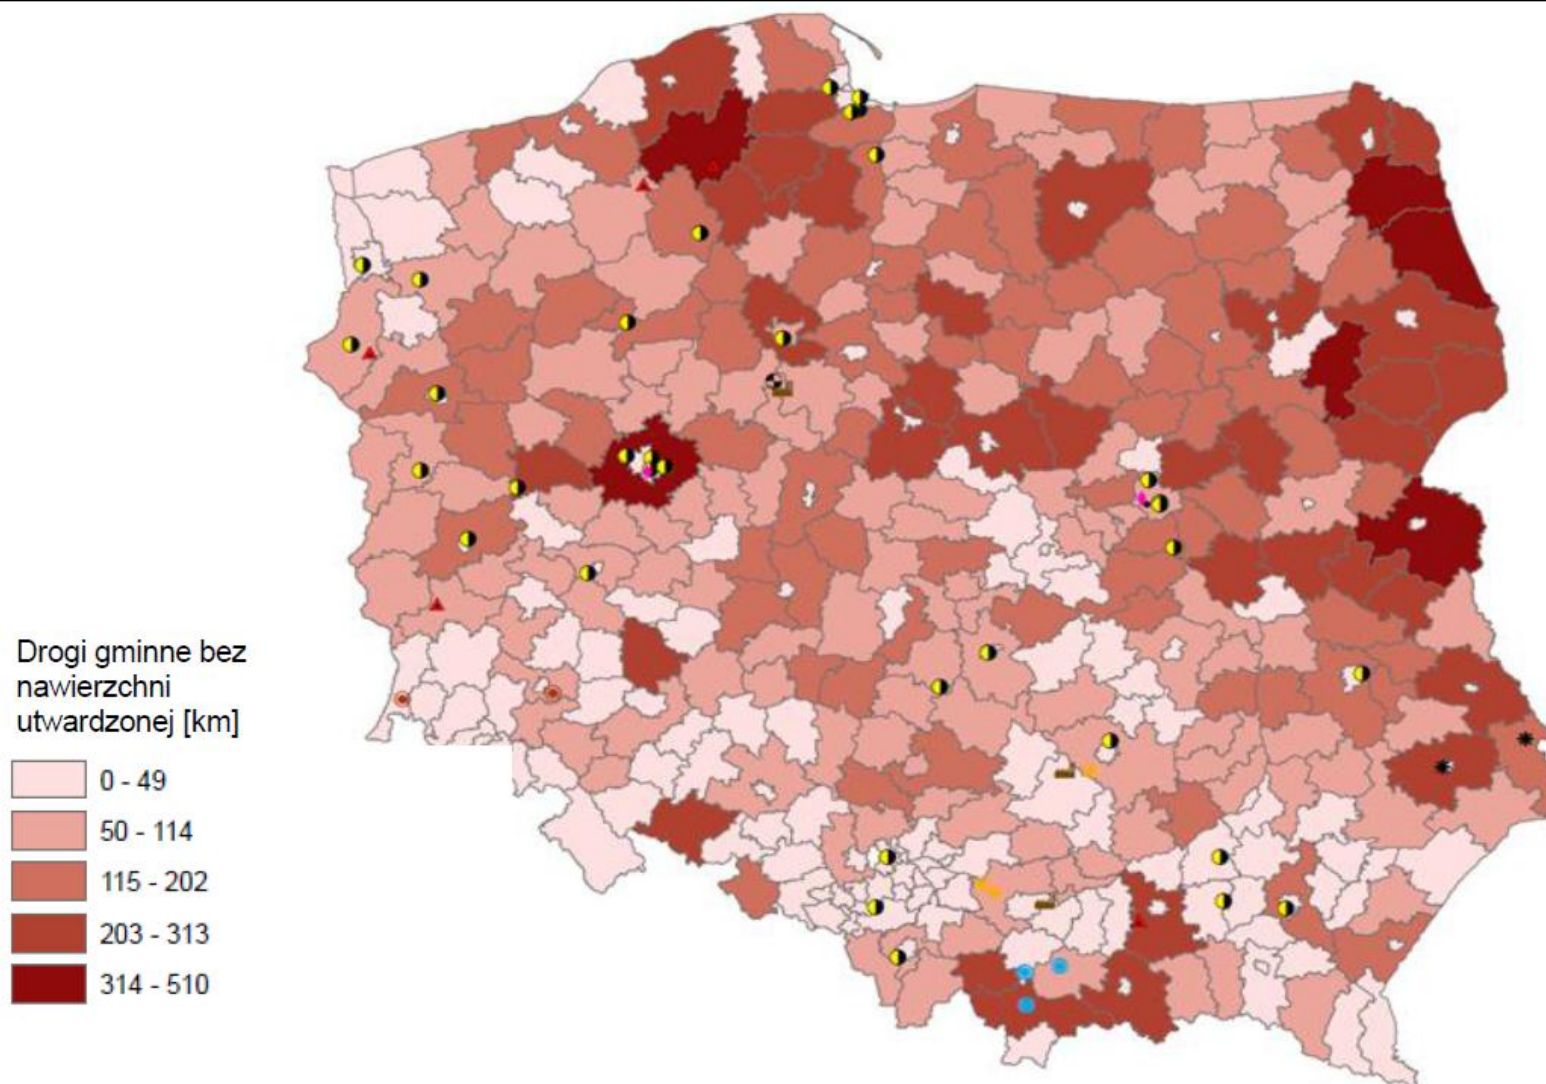 Drogi gminne bez
nawierzchni
utwardzonej [km]
0 - 49
50 - 114
115 - 202
203 - 313
314 - 510